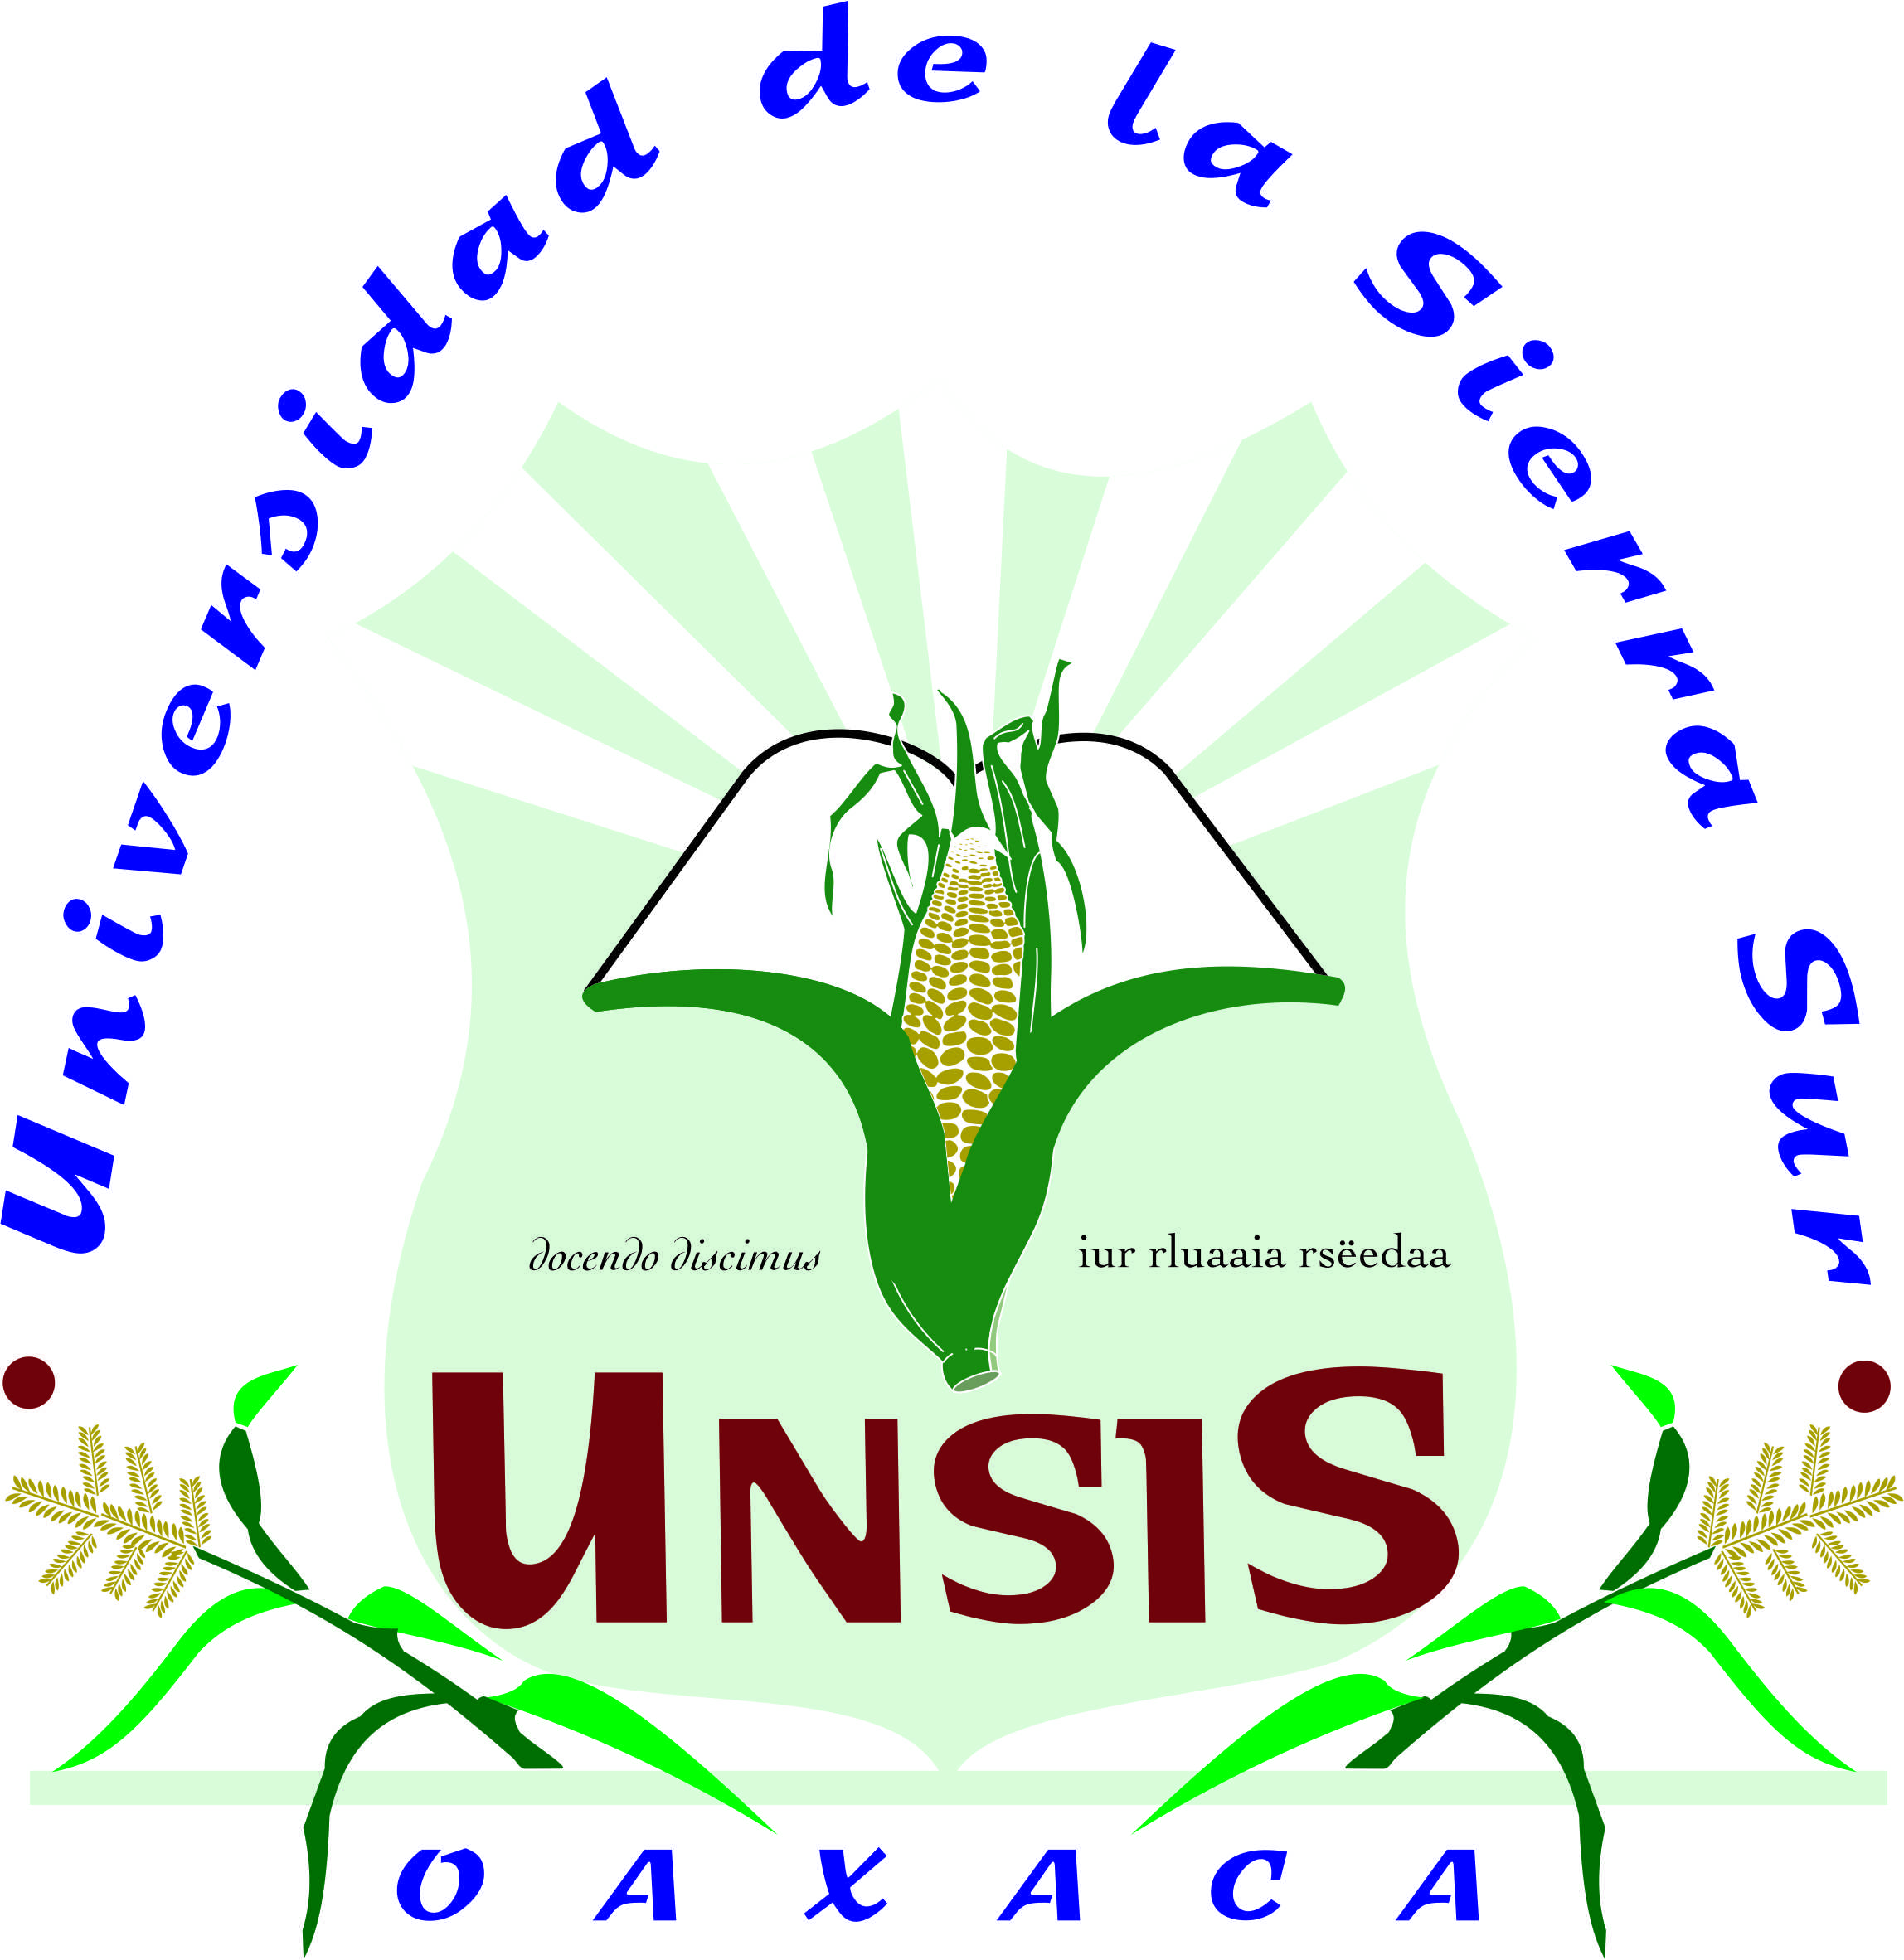 Universidad de la Sierra Sur
docendo discimus
iur rluaaia rsëedaa
UNSIS
OAXACA